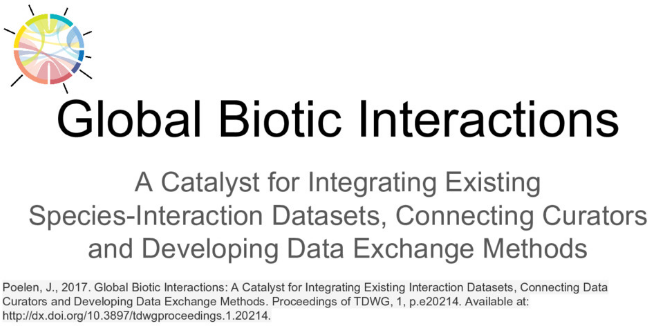 Global Biotic Interactions
A Catalyst for Integrating Existing
Species-Interaction Datasets, Connecting Curators
and Developing Data Exchange Methods
Poelen, J., 2017. Global Biotic Interactions: A Catalyst for Integrating Existing Interaction Datasets, Connecting Data
Curators and Developing Data Exchange Methods. Proceedings of TDWG, 1, p.e20214. Available at:
http://dx.doi.org/10.3897/tdwgproceedings.1.20214.